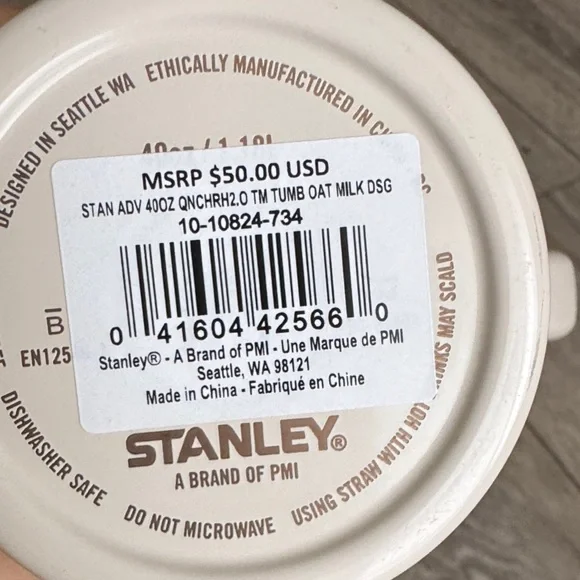 DESIGNED IN SEATTLE WA
ETHICALLY MANUFACTURED IN
MSRP $50.00 USD
STAN ADV 40OZ QNCHRH2.0 TM TUMB OAT MILK DSG
10-10824-734
0 41604 42566 0
Stanley® - A Brand of PMI - Une Marque de PMI
Seattle, WA 98121
Made in China - Fabriqué en Chine
B
EN125
STANLEY®
A BRAND OF PMI
DISHWASHER SAFE
DO NOT MICROWAVE
USING STRAW WITH HOT DRINKS MAY SCALD